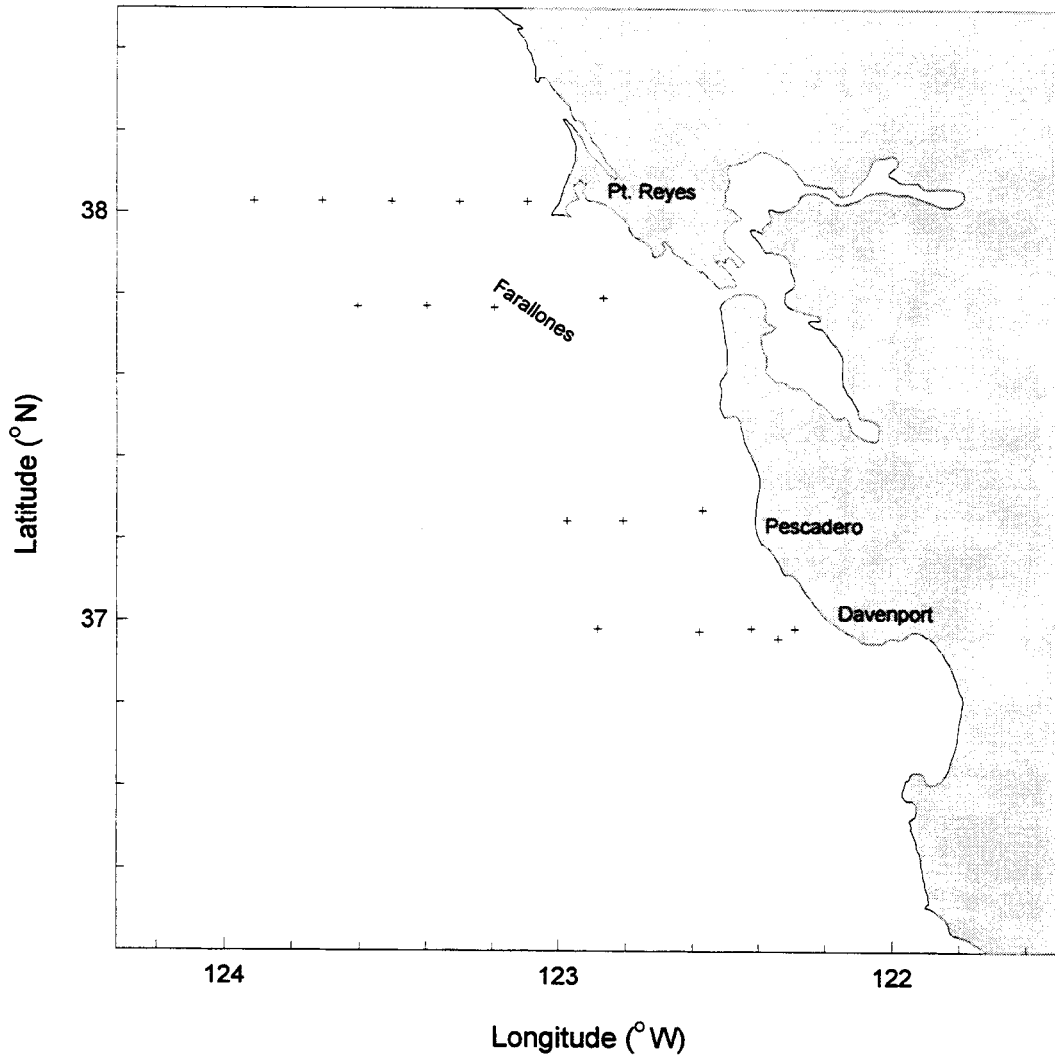 Pt. Reyes
38
Farallones
Latitude (°N)
Pescadero
37
Davenport
124
123
122
Longitude (°W)